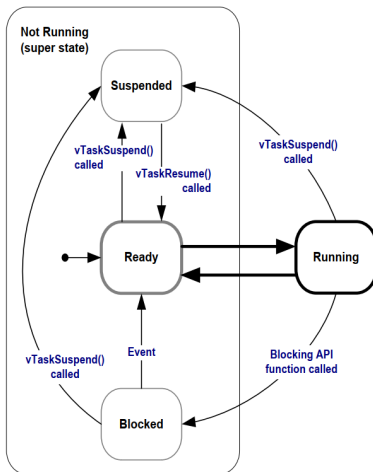 Not Running
(super state)
Suspended
vTaskSuspend()
called
vTaskSuspend()
called
vTaskResume()
called
Ready
Running
Event
Blocking API
function called
vTaskSuspend()
called
Blocked